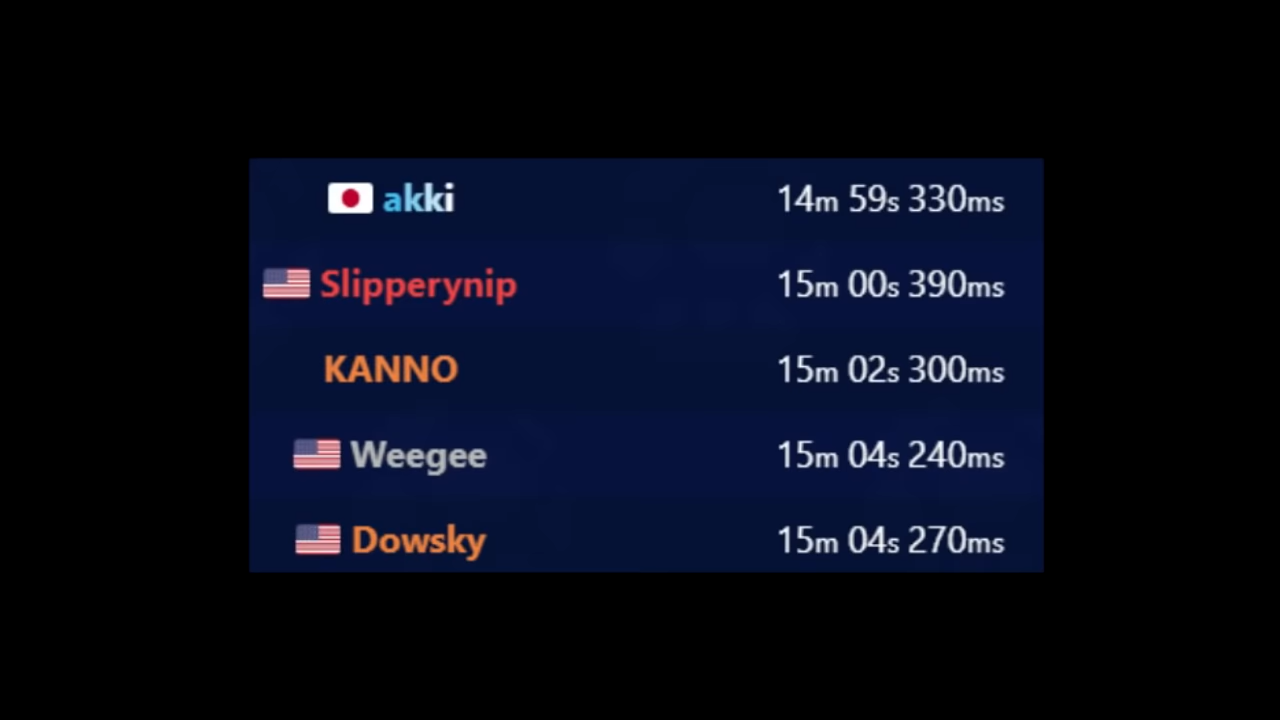 akki 14m 59s 330ms
Slipperynip 15m 00s 390ms
KANNO 15m 02s 300ms
Weegee 15m 04s 240ms
Dowsky 15m 04s 270ms